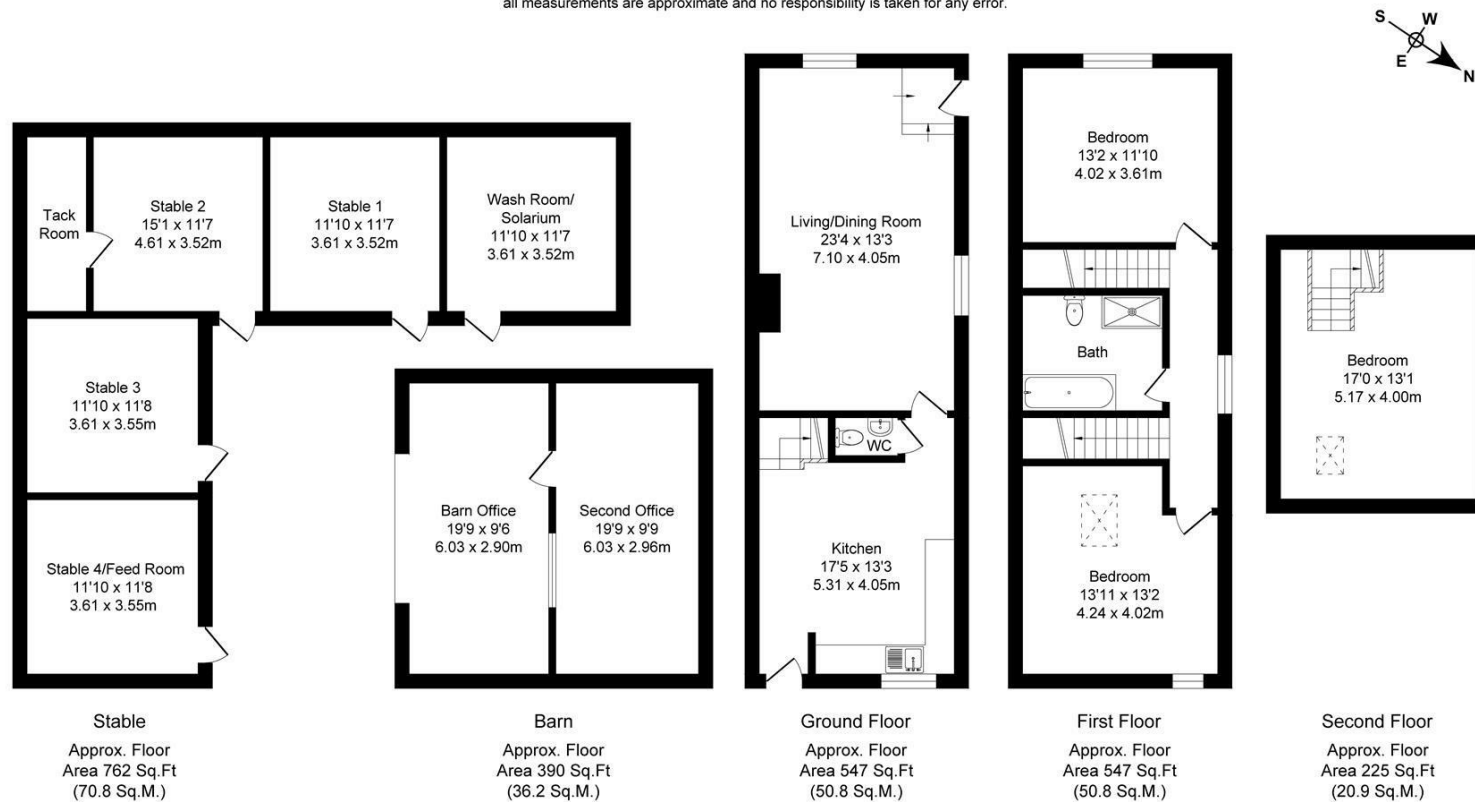 all measurements are approximate and no responsibility is taken for any error.
S
W
E
N
Tack
Room
Stable 2
15'1 x 11'7
4.61 x 3.52m
Stable 1
11'10 x 11'7
3.61 x 3.52m
Wash Room/
Solarium
11'10 x 11'7
3.61 x 3.52m
Stable 3
11'10 x 11'8
3.61 x 3.55m
Stable 4/Feed Room
11'10 x 11'8
3.61 x 3.55m
Stable
Approx. Floor
Area 762 Sq.Ft
(70.8 Sq.M.)
Barn Office
19'9 x 9'6
6.03 x 2.90m
Second Office
19'9 x 9'9
6.03 x 2.96m
Barn
Approx. Floor
Area 390 Sq.Ft
(36.2 Sq.M.)
Living/Dining Room
23'4 x 13'3
7.10 x 4.05m
WC
Kitchen
17'5 x 13'3
5.31 x 4.05m
Ground Floor
Approx. Floor
Area 547 Sq.Ft
(50.8 Sq.M.)
Bedroom
13'2 x 11'10
4.02 x 3.61m
Bath
Bedroom
13'11 x 13'2
4.24 x 4.02m
First Floor
Approx. Floor
Area 547 Sq.Ft
(50.8 Sq.M.)
Bedroom
17'0 x 13'1
5.17 x 4.00m
Second Floor
Approx. Floor
Area 225 Sq.Ft
(20.9 Sq.M.)